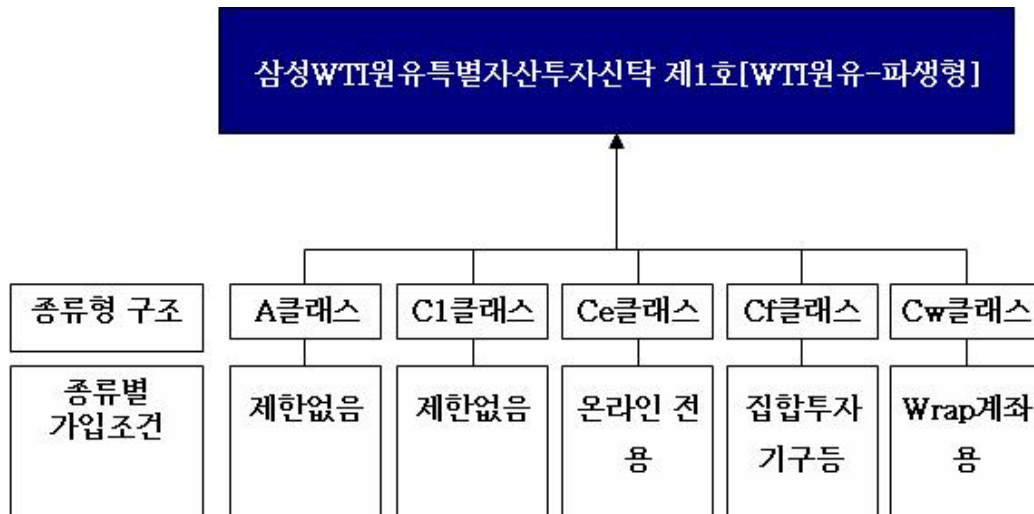 삼성WTI원유특별자산투자신탁 제1호[WTI원유-파생형]
종류형 구조
A클래스
C1클래스
Ce클래스
Cf클래스
Cw클래스
종류별
가입조건
제한없음
제한없음
온라인 전
용
집합투자
기구등
Wrap계좌
용